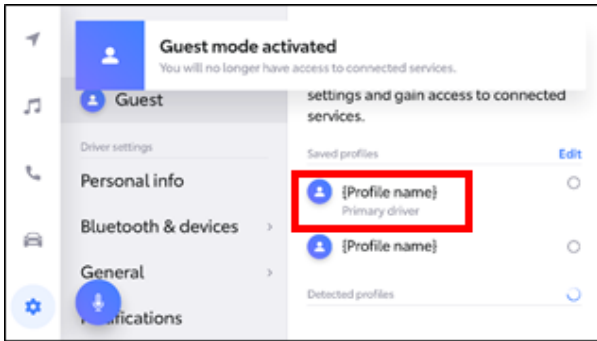 Guest mode activated
You will no longer have access to connected services.
Guest
settings and gain access to connected
services.
Driver settings
Personal info
Bluetooth & devices
General
Saved profiles
Edit
{Profile name}
Primary driver
{Profile name}
Detected profiles